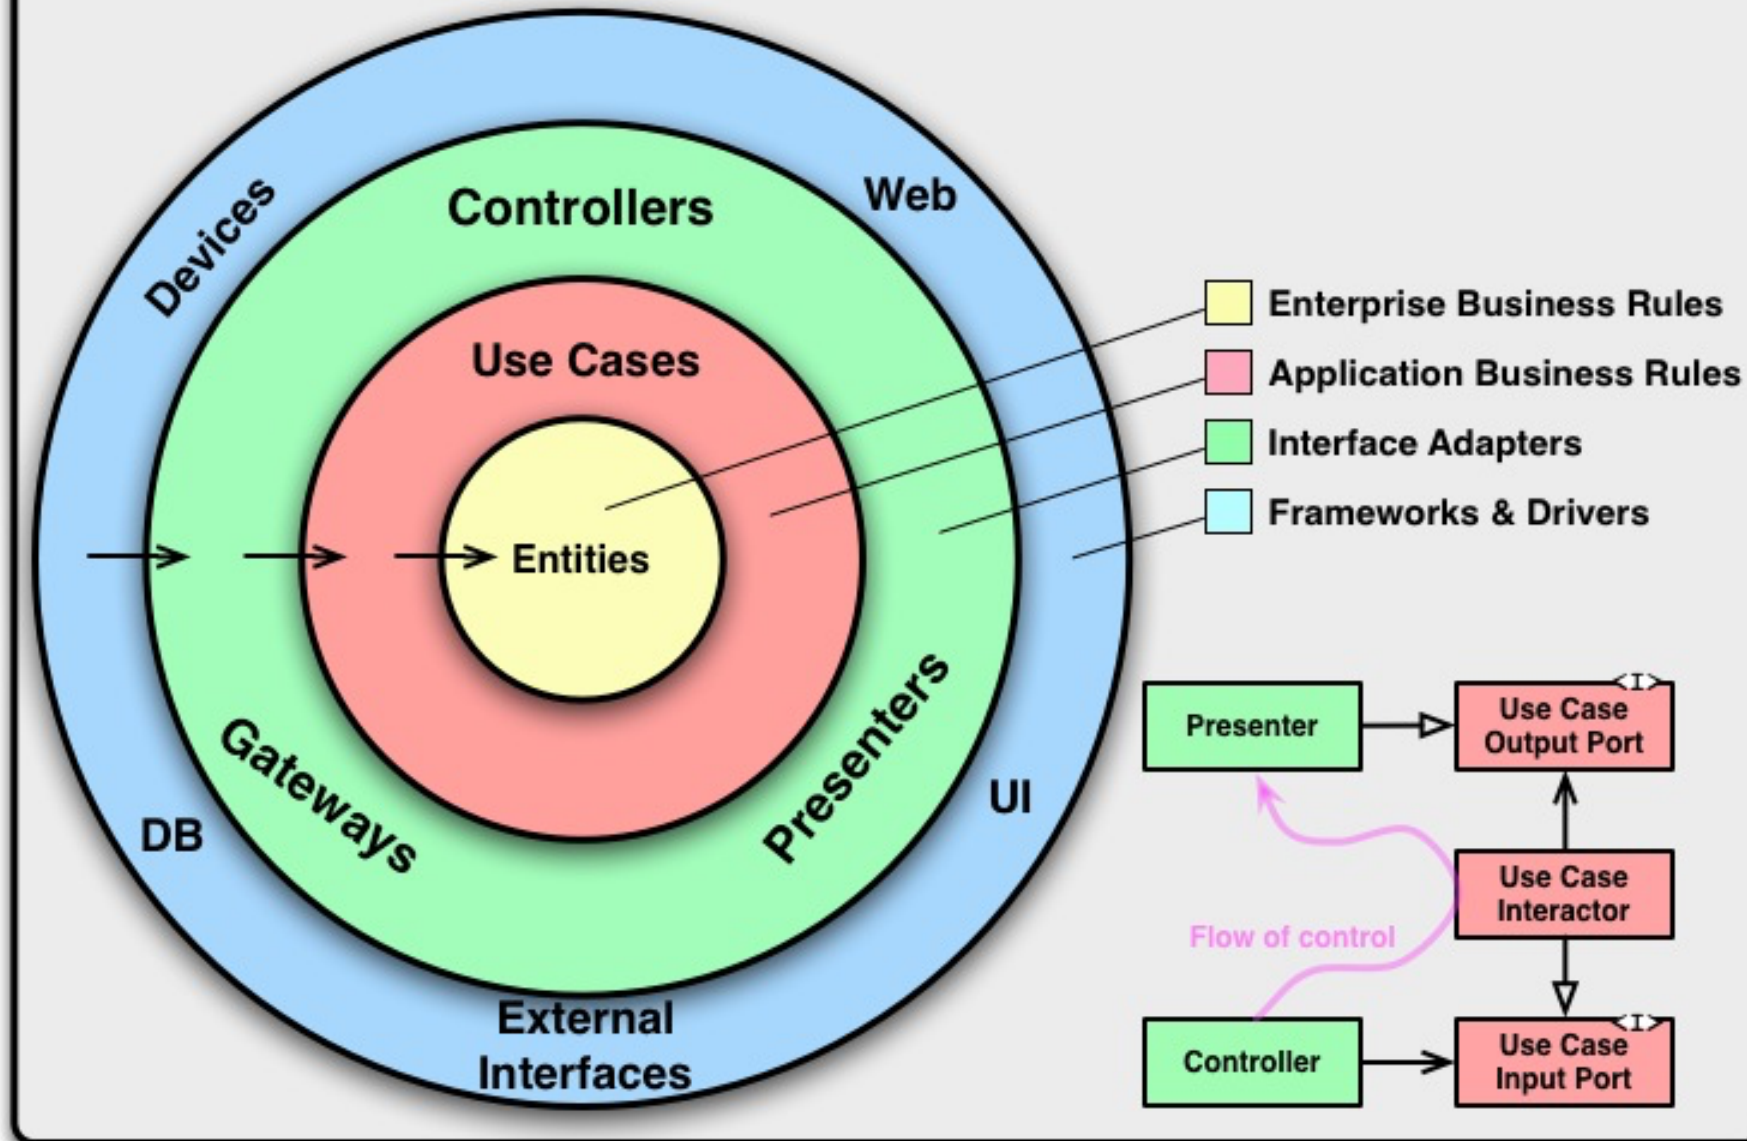 Devices
Web
Controllers
Use Cases
Entities
Gateways
Presenters
DB
UI
External
Interfaces
Enterprise Business Rules
Application Business Rules
Interface Adapters
Frameworks & Drivers
Presenter
<I>
Use Case
Output Port
Use Case
Interactor
Flow of control
Controller
<I>
Use Case
Input Port